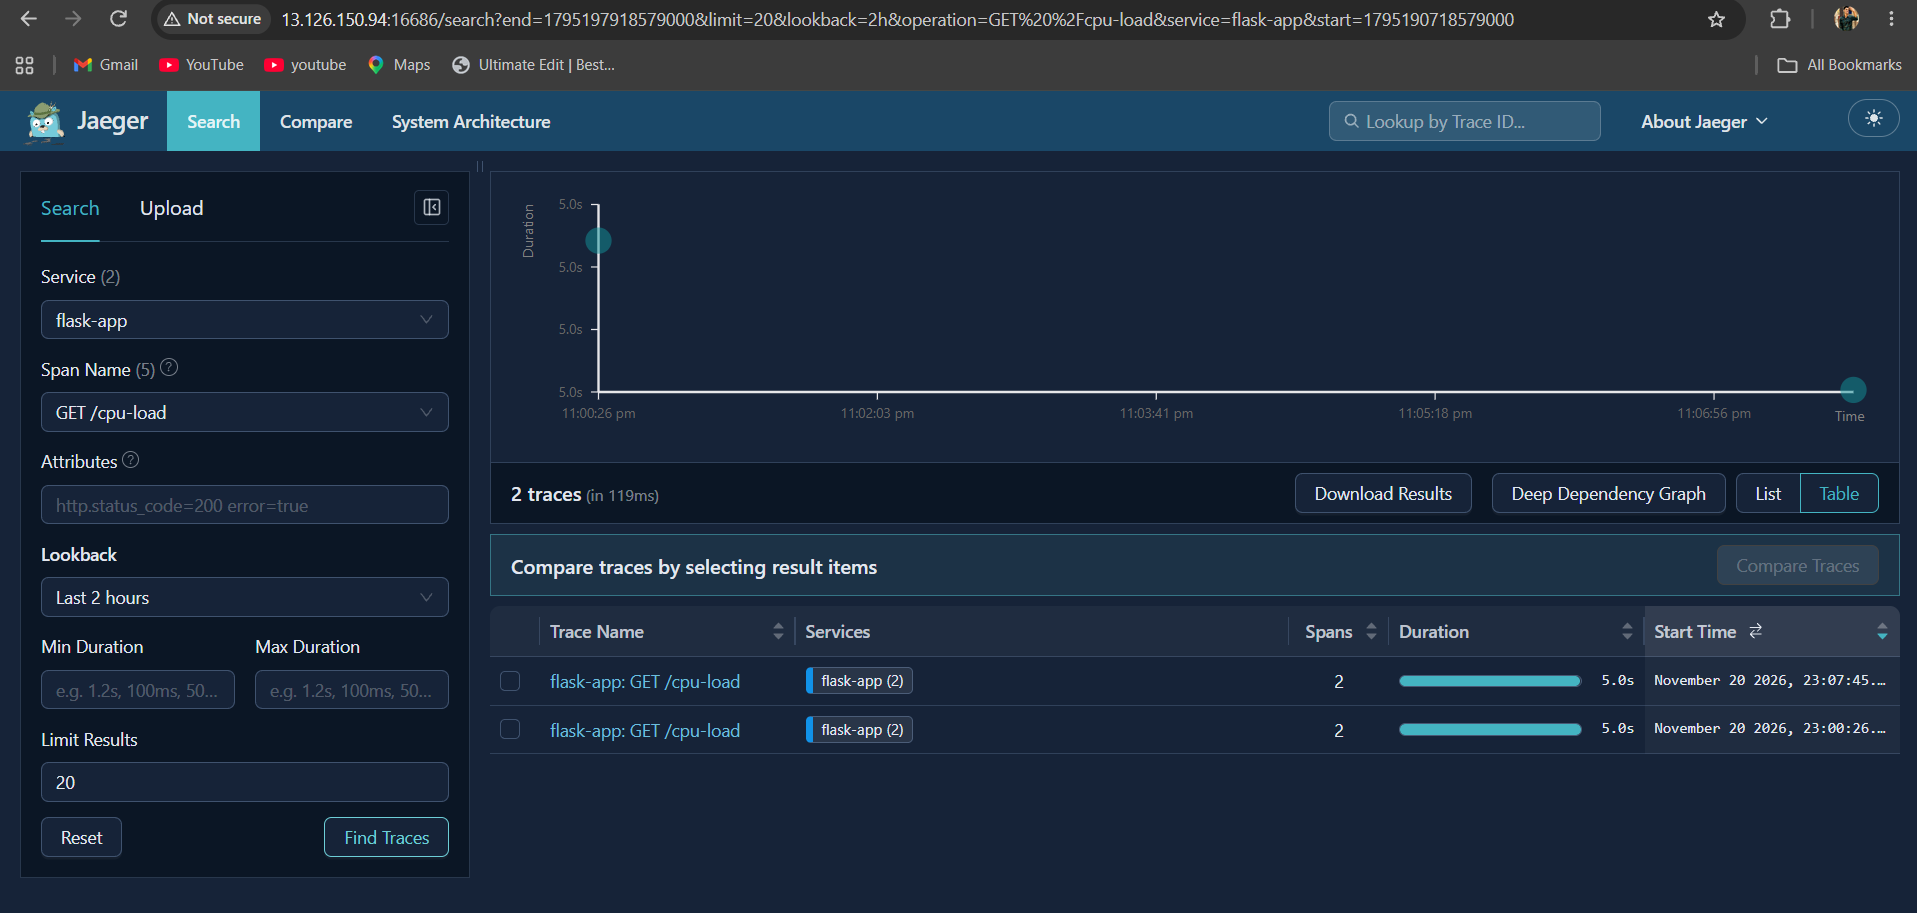 Not secure 13.126.150.94:16686/search?end=1795197918579000&limit=20&lookback=2h&operation=GET%20%2Fcpu-load&service=flask-app&start=1795190718579000
Gmail YouTube youtube Maps Ultimate Edit | Best... All Bookmarks
Jaeger Search Compare System Architecture Lookup by Trace ID... About Jaeger
Search Upload
Service (2)
flask-app
Span Name (5)
GET /cpu-load
Attributes
http.status_code=200 error=true
Lookback
Last 2 hours
Min Duration Max Duration
e.g. 1.2s, 100ms, 50... e.g. 1.2s, 100ms, 50...
Limit Results
20
Reset Find Traces
Duration
5.0s
5.0s
5.0s
5.0s
11:00:26 pm 11:02:03 pm 11:03:41 pm 11:05:18 pm 11:06:56 pm Time
2 traces (in 119ms) Download Results Deep Dependency Graph List Table
Compare traces by selecting result items Compare Traces
Trace Name Services Spans Duration Start Time
flask-app: GET /cpu-load flask-app (2) 2 5.0s November 20 2026, 23:07:45....
flask-app: GET /cpu-load flask-app (2) 2 5.0s November 20 2026, 23:00:26....